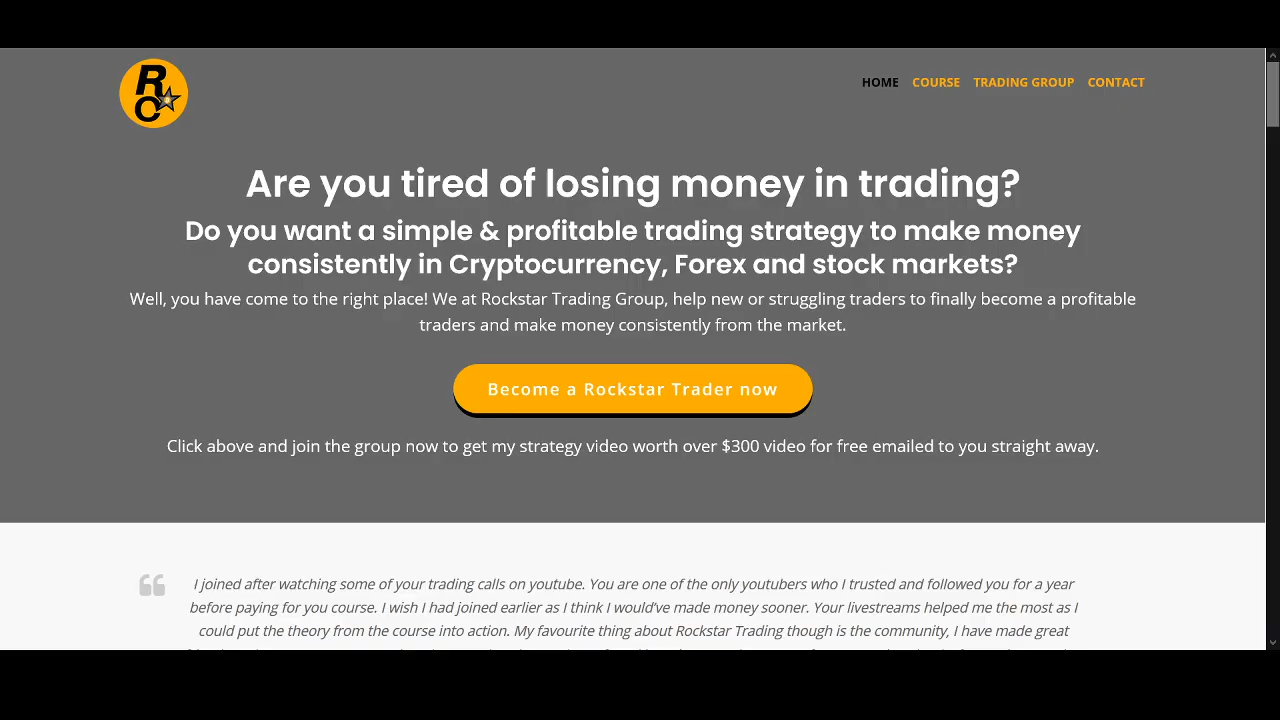 R
C
HOME COURSE TRADING GROUP CONTACT
Are you tired of losing money in trading?
Do you want a simple & profitable trading strategy to make money
consistently in Cryptocurrency, Forex and stock markets?
Well, you have come to the right place! We at Rockstar Trading Group, help new or struggling traders to finally become a profitable
traders and make money consistently from the market.
Become a Rockstar Trader now
Click above and join the group now to get my strategy video worth over $300 video for free emailed to you straight away.
I joined after watching some of your trading calls on youtube. You are one of the only youtubers who I trusted and followed you for a year
before paying for you course. I wish I had joined earlier as I think I would've made money sooner. Your livestreams helped me the most as I
could put the theory from the course into action. My favourite thing about Rockstar Trading though is the community, I have made great